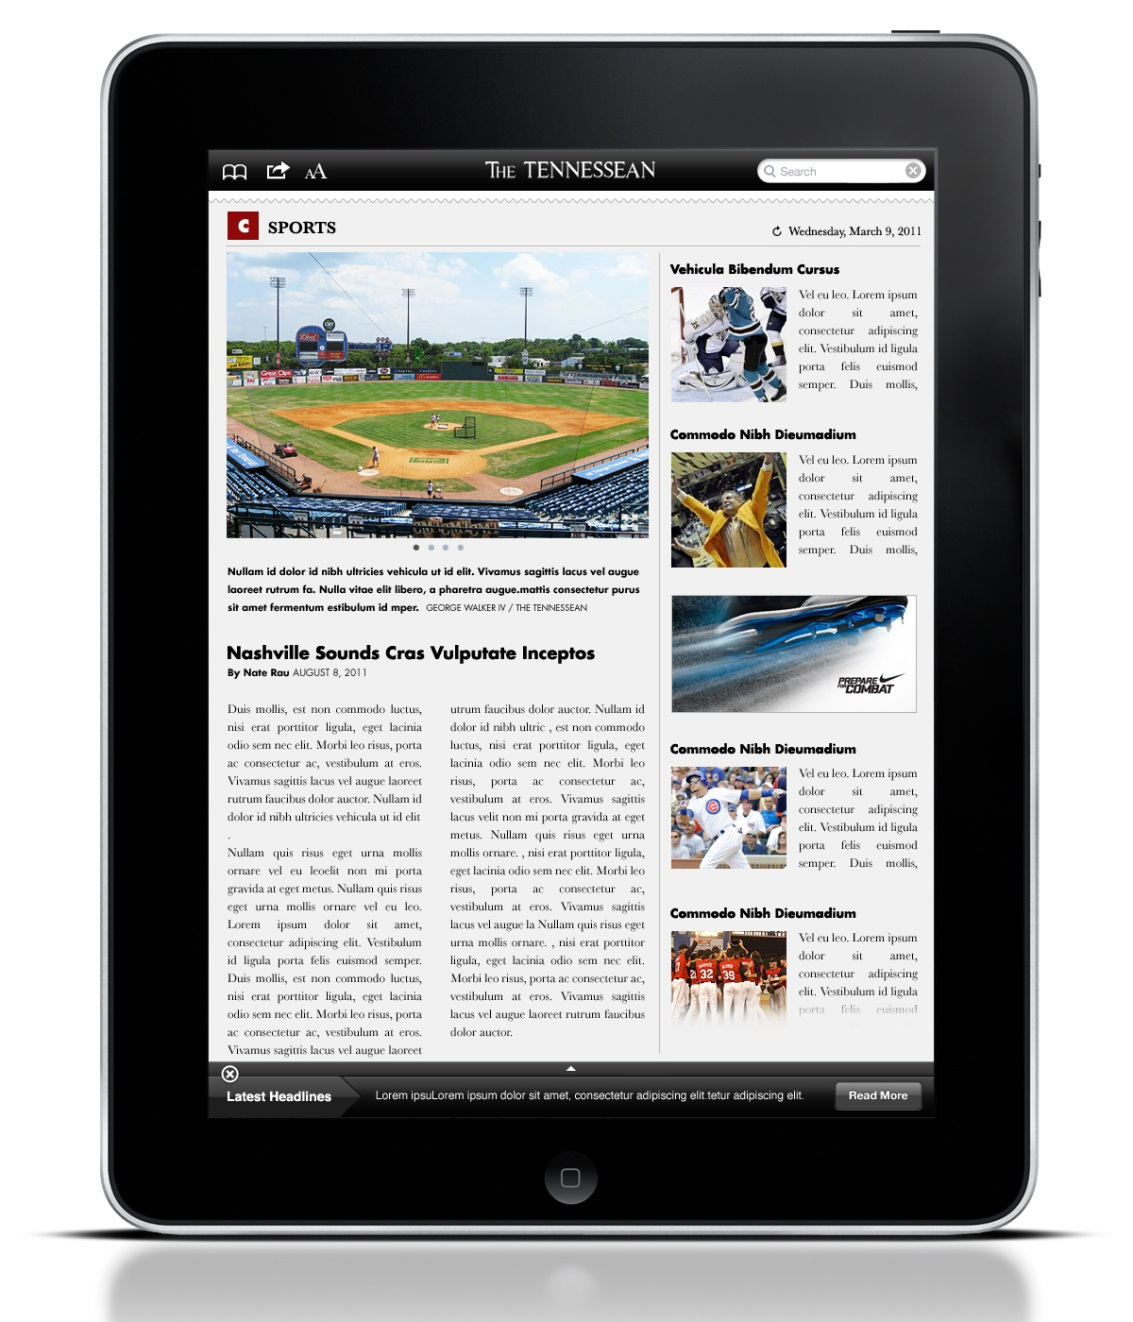 AA
THE TENNESSEAN
Search
C SPORTS
Wednesday, March 9, 2011
Great Clips
Nullam id dolor id nibh ultricies vehicula ut id elit. Vivamus sagittis lacus vel augue
laoreet rutrum fa. Nulla vitae elit libero, a pharetra augue.mattis consectetur purus
sit amet fermentum estibulum id mper. GEORGE WALKER IV / THE TENNESSEAN
Nashville Sounds Cras Vulputate Inceptos
By Nate Rau AUGUST 8, 2011
Duis mollis, est non commodo luctus,
nisi erat porttitor ligula, eget lacinia
odio sem nec elit. Morbi leo risus, porta
ac consectetur ac, vestibulum at eros.
Vivamus sagittis lacus vel augue laoreet
rutrum faucibus dolor auctor. Nullam id
dolor id nibh ultricies vehicula ut id elit
.
Nullam quis risus eget urna mollis
ornare vel eu leoelit non mi porta
gravida at eget metus. Nullam quis risus
eget urna mollis ornare vel eu leo.
Lorem ipsum dolor sit amet,
consectetur adipiscing elit. Vestibulum
id ligula porta felis euismod semper.
Duis mollis, est non commodo luctus,
nisi erat porttitor ligula, eget lacinia
odio sem nec elit. Morbi leo risus, porta
ac consectetur ac, vestibulum at eros.
Vivamus sagittis lacus vel augue laoreet
utrum faucibus dolor auctor. Nullam id
dolor id nibh ultric , est non commodo
luctus, nisi erat porttitor ligula, eget
lacinia odio sem nec elit. Morbi leo
risus, porta ac consectetur ac,
vestibulum at eros. Vivamus sagittis
lacus velit non mi porta gravida at eget
metus. Nullam quis risus eget urna
mollis ornare. , nisi erat porttitor ligula,
eget lacinia odio sem nec elit. Morbi leo
risus, porta ac consectetur ac,
vestibulum at eros. Vivamus sagittis
lacus vel augue la Nullam quis risus eget
urna mollis ornare. , nisi erat porttitor
ligula, eget lacinia odio sem nec elit.
Morbi leo risus, porta ac consectetur ac,
vestibulum at eros. Vivamus sagittis
lacus vel augue laoreet rutrum faucibus
dolor auctor.
Vehicula Bibendum Cursus
Vel eu leo. Lorem ipsum
dolor sit amet,
consectetur adipiscing
elit. Vestibulum id ligula
porta felis euismod
semper. Duis mollis,
Commodo Nibh Dieumadium
Vel eu leo. Lorem ipsum
dolor sit amet,
consectetur adipiscing
elit. Vestibulum id ligula
porta felis euismod
semper. Duis mollis,
PREPARE
FOR COMBAT
Commodo Nibh Dieumadium
Vel eu leo. Lorem ipsum
dolor sit amet,
consectetur adipiscing
elit. Vestibulum id ligula
porta felis euismod
semper. Duis mollis,
Commodo Nibh Dieumadium
32
39
Vel eu leo. Lorem ipsum
dolor sit amet,
consectetur adipiscing
elit. Vestibulum id ligula
porta felis euismod
Latest Headlines
Lorem ipsuLorem ipsum dolor sit amet, consectetur adipiscing elit.tetur adipiscing elit.
Read More